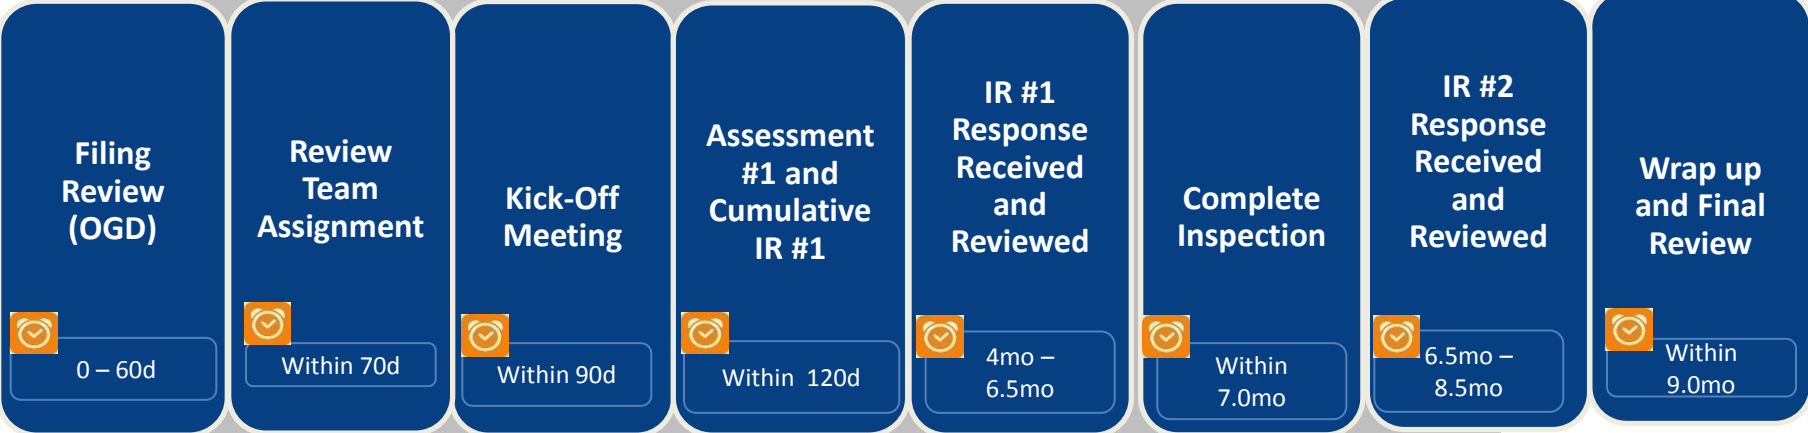 Filing
Review
(OGD)
0 – 60d
Review
Team
Assignment
Within 70d
Kick-Off
Meeting
Within 90d
Assessment
#1 and
Cumulative
IR #1
Within  120d
IR #1
Response
Received
and
Reviewed
4mo –
6.5mo
Complete
Inspection
Within
7.0mo
IR #2
Response
Received
and
Reviewed
6.5mo –
8.5mo
Wrap up
and Final
Review
Within
9.0mo